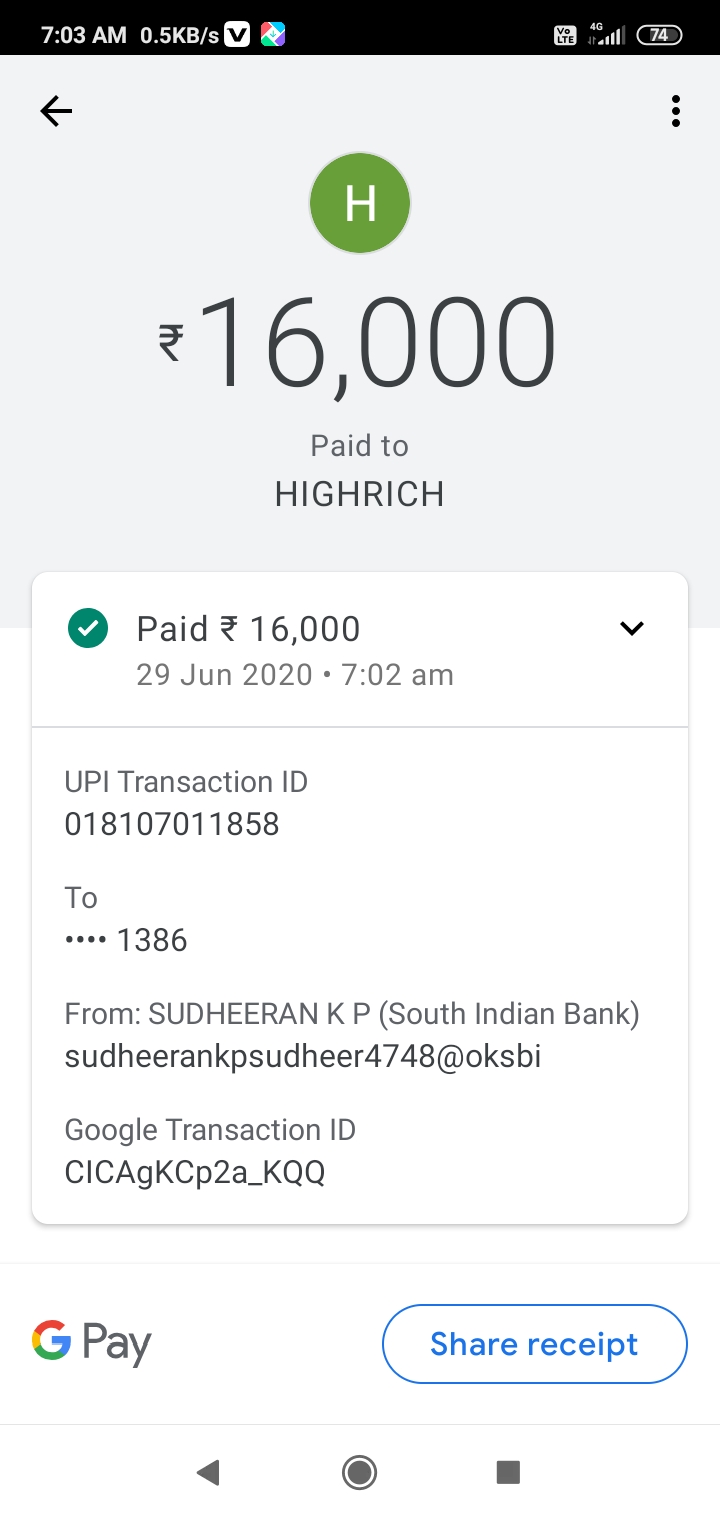 7:03 AM 0.5KB/s V Vo LTE 4G 74
H
₹16,000
Paid to
HIGHRICH
Paid ₹ 16,000
29 Jun 2020 • 7:02 am
UPI Transaction ID
018107011858
To
•••• 1386
From: SUDHEERAN K P (South Indian Bank)
sudheerankpsudheer4748@oksbi
Google Transaction ID
CICAgKCp2a_KQQ
G Pay
Share receipt